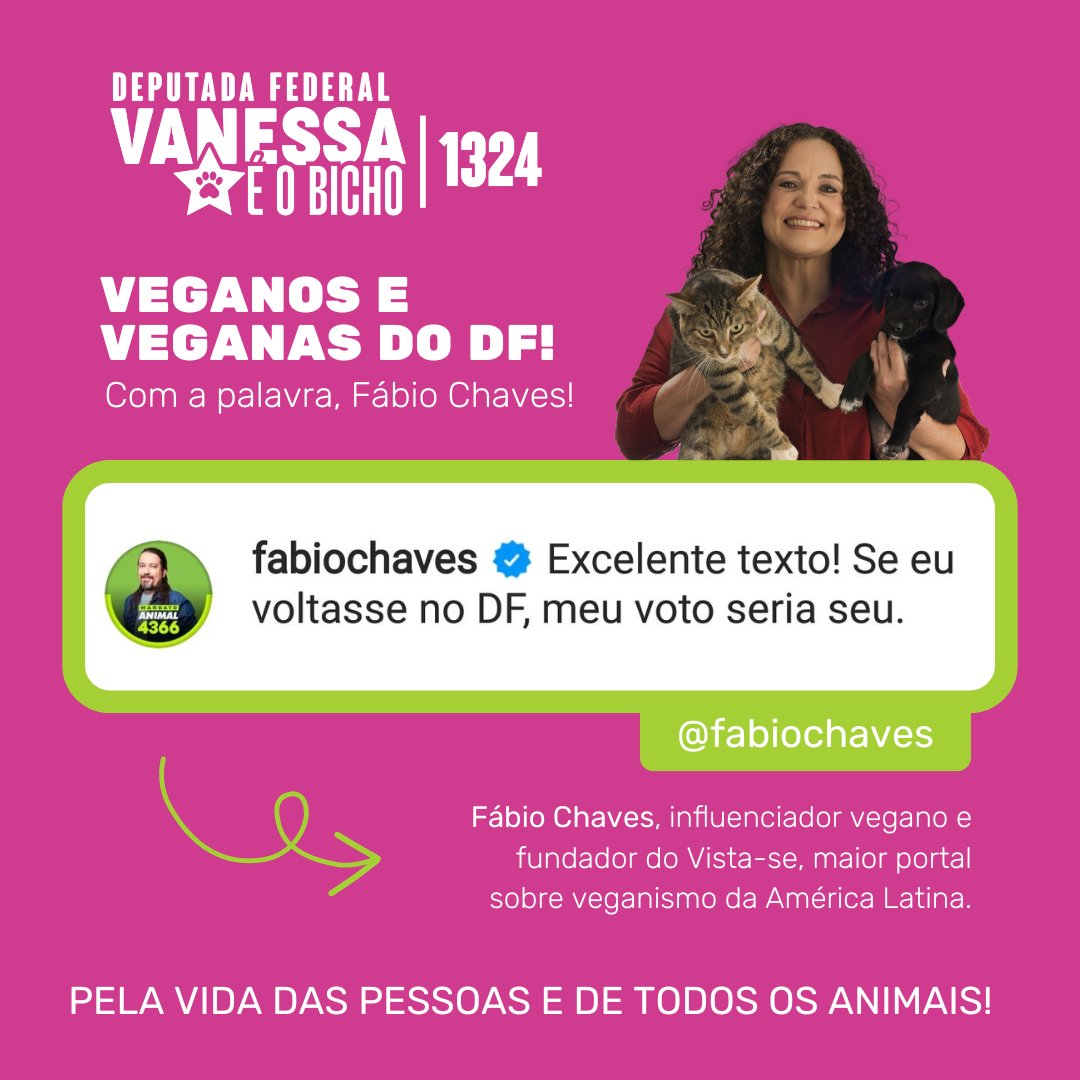 DEPUTADA FEDERAL
VANESSA
É O BICHO
1324
VEGANOS E
VEGANAS DO DF!
Com a palavra, Fábio Chaves!
MANDATO
ANIMAL
4366
fabiochaves Excelente texto! Se eu
voltasse no DF, meu voto seria seu.
@fabiochaves
Fábio Chaves, influenciador vegano e
fundador do Vista-se, maior portal
sobre veganismo da América Latina.
PELA VIDA DAS PESSOAS E DE TODOS OS ANIMAIS!